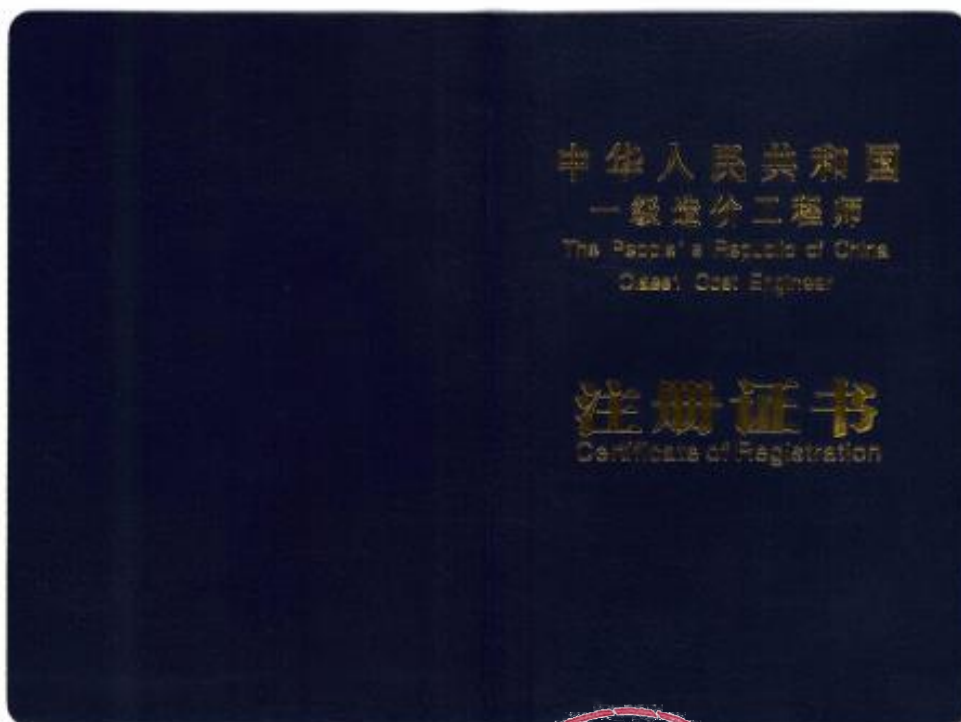 中华人民共和国
一级造价工程师
The People's Republic of China
Class1 Cost Engineer
注册证书
Certificate of Registration